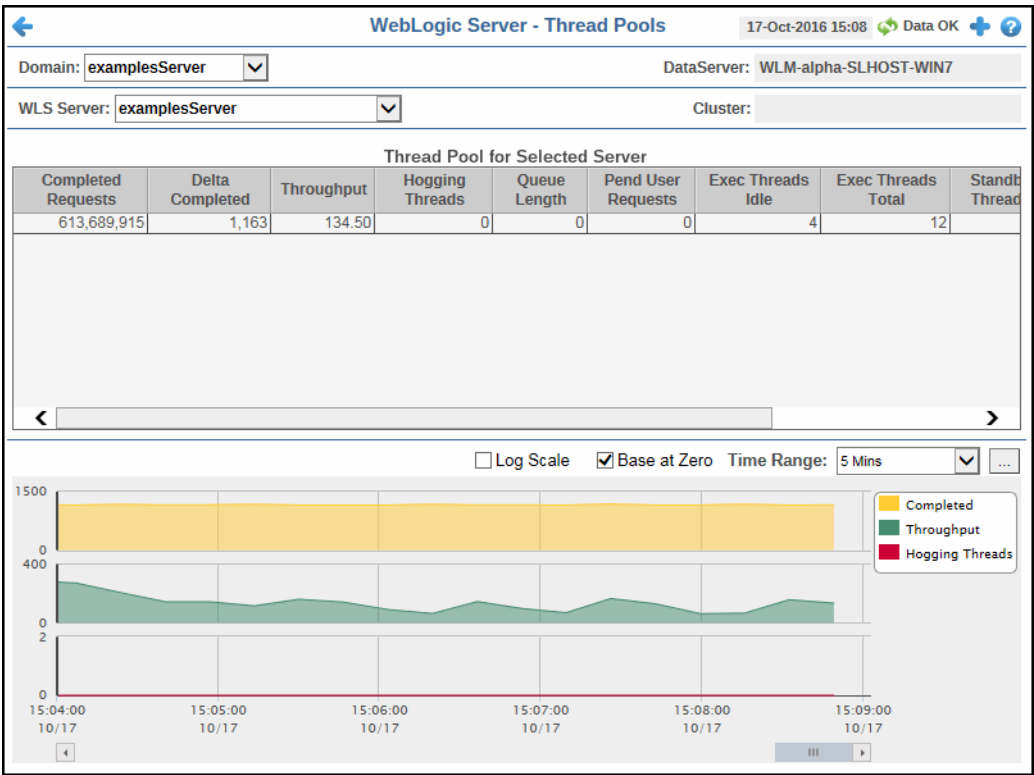 WebLogic Server - Thread Pools 17-Oct-2016 15:08 Data OK
Domain: examplesServer DataServer: WLM-alpha-SLHOST-WIN7
WLS Server: examplesServer Cluster:
Thread Pool for Selected Server
Completed Requests Delta Completed Throughput Hogging Threads Queue Length Pend User Requests Exec Threads Idle Exec Threads Total Standb Thread
613,689,915 1,163 134.50 0 0 0 4 12
Log Scale Base at Zero Time Range: 5 Mins ...
1500
0
400
0
2
0
Completed
Throughput
Hogging Threads
15:04:00 15:05:00 15:06:00 15:07:00 15:08:00 15:09:00
10/17 10/17 10/17 10/17 10/17 10/17